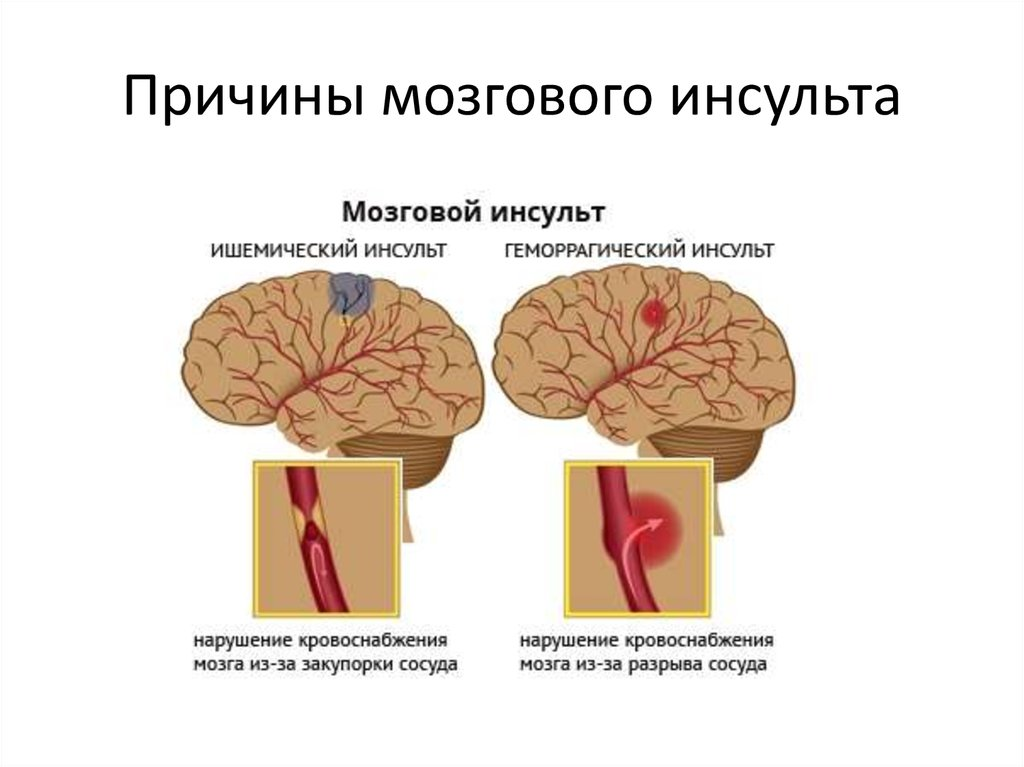 Причины мозгового инсульта
Мозговой инсульт
ИШЕМИЧЕСКИЙ ИНСУЛЬТ
ГЕМОРРАГИЧЕСКИЙ ИНСУЛЬТ
нарушение кровоснабжения
мозга из-за закупорки сосуда
нарушение кровоснабжения
мозга из-за разрыва сосуда